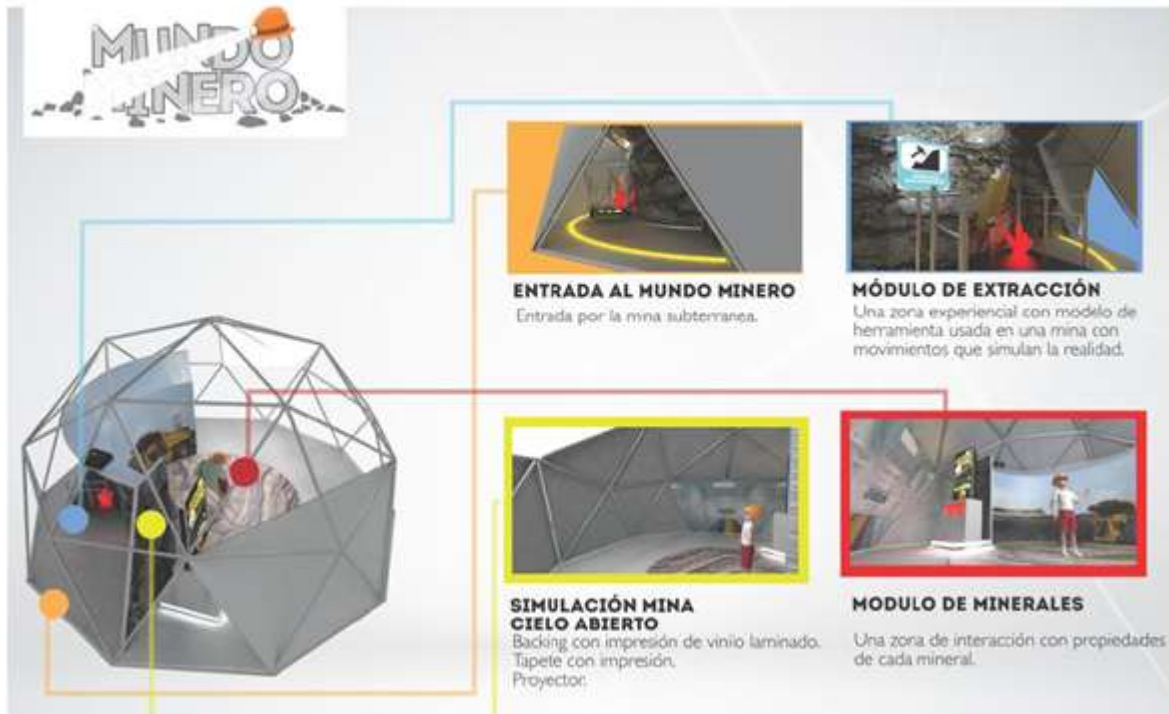 MUNDO
MINERO
ENTRADA AL MUNDO MINERO
Entrada por la mina subterranea.
MÓDULO DE EXTRACCIÓN
Una zona experiencial con modelo de
herramienta usada en una mina con
movimientos que simulan la realidad.
SIMULACIÓN MINA
CIELO ABIERTO
Backing con impresión de vinilo laminado.
Tapete con impresión.
Proyector.
MODULO DE MINERALES
Una zona de interacción con propiedades
de cada mineral.